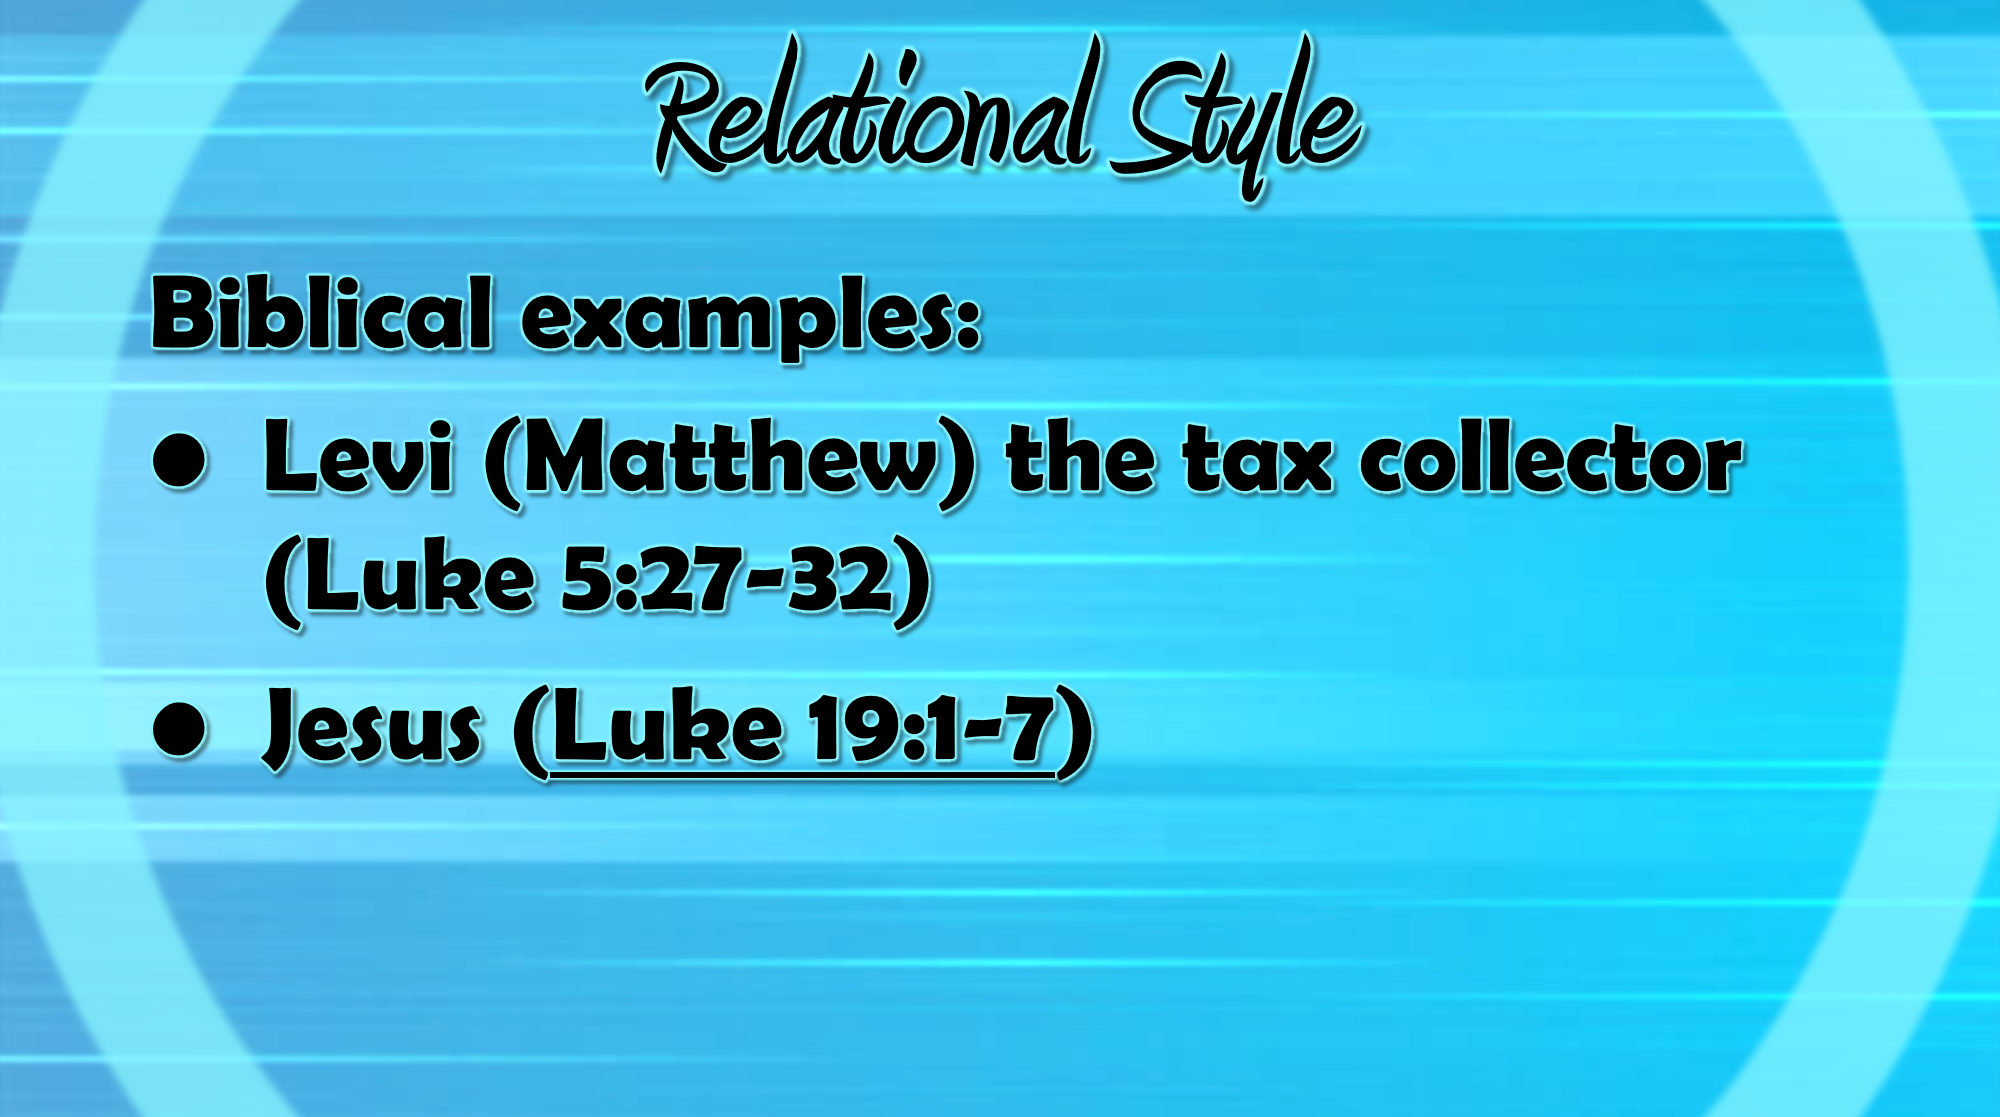 Relational Style
Biblical examples:
● Levi (Matthew) the tax collector
(Luke 5:27-32)
● Jesus (Luke 19:1-7)